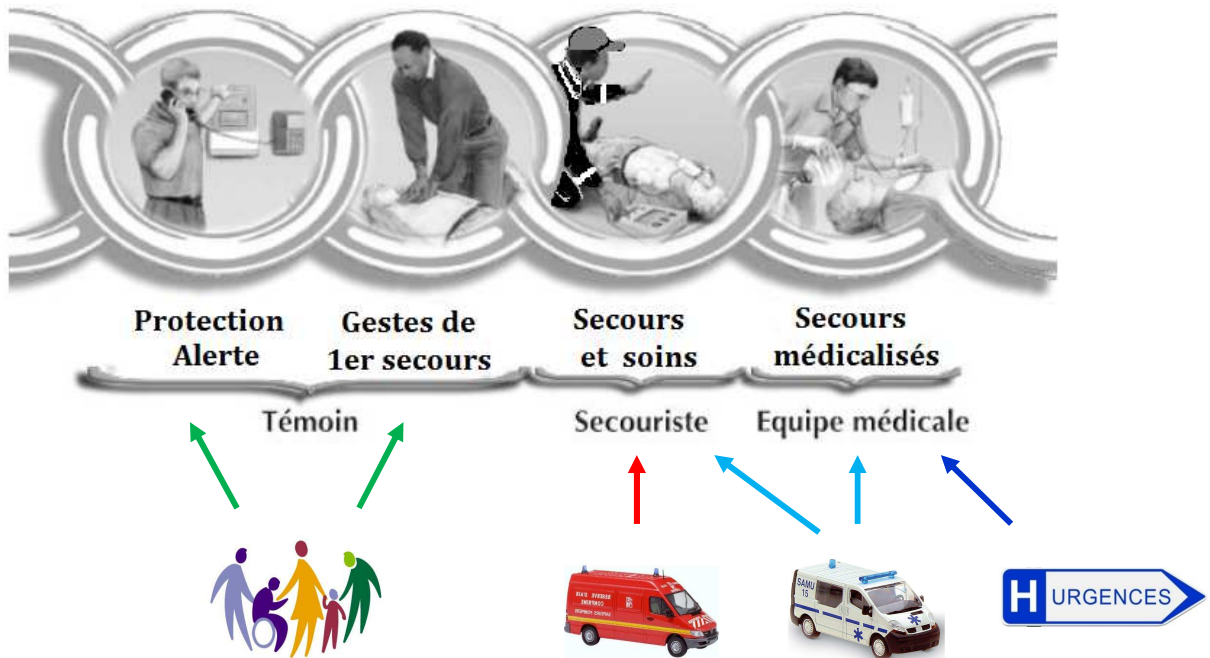 Protection
Alerte
Gestes de
1er secours
Secours
et soins
Secours
médicalisés
Témoin
Secouriste
Equipe médicale
SAMU
15
H URGENCES